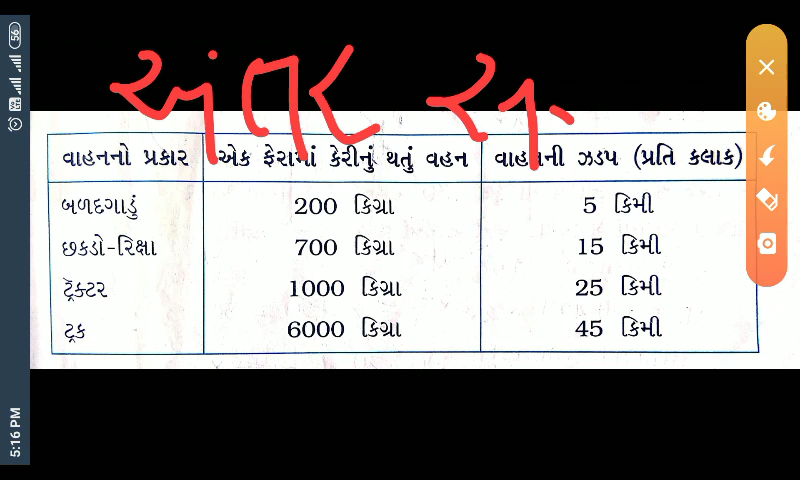 56
5:16 PM
અંતર
વાહનનો પ્રકાર એક ફેરામાં કેરીનું થતું વહન વાહનની ઝડપ (પ્રતિ કલાક)
બળદગાડું 200 કિગ્રા 5 કિમી
છકડો-રિક્ષા 700 કિગ્રા 15 કિમી
ટ્રૅક્ટર 1000 કિગ્રા 25 કિમી
ટ્રક 6000 કિગ્રા 45 કિમી